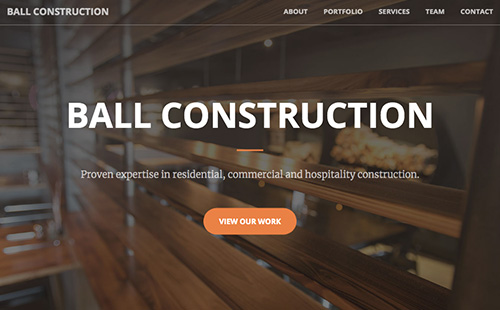 BALL CONSTRUCTION
ABOUT PORTFOLIO SERVICES TEAM CONTACT
BALL CONSTRUCTION
Proven expertise in residential, commercial and hospitality construction.
VIEW OUR WORK